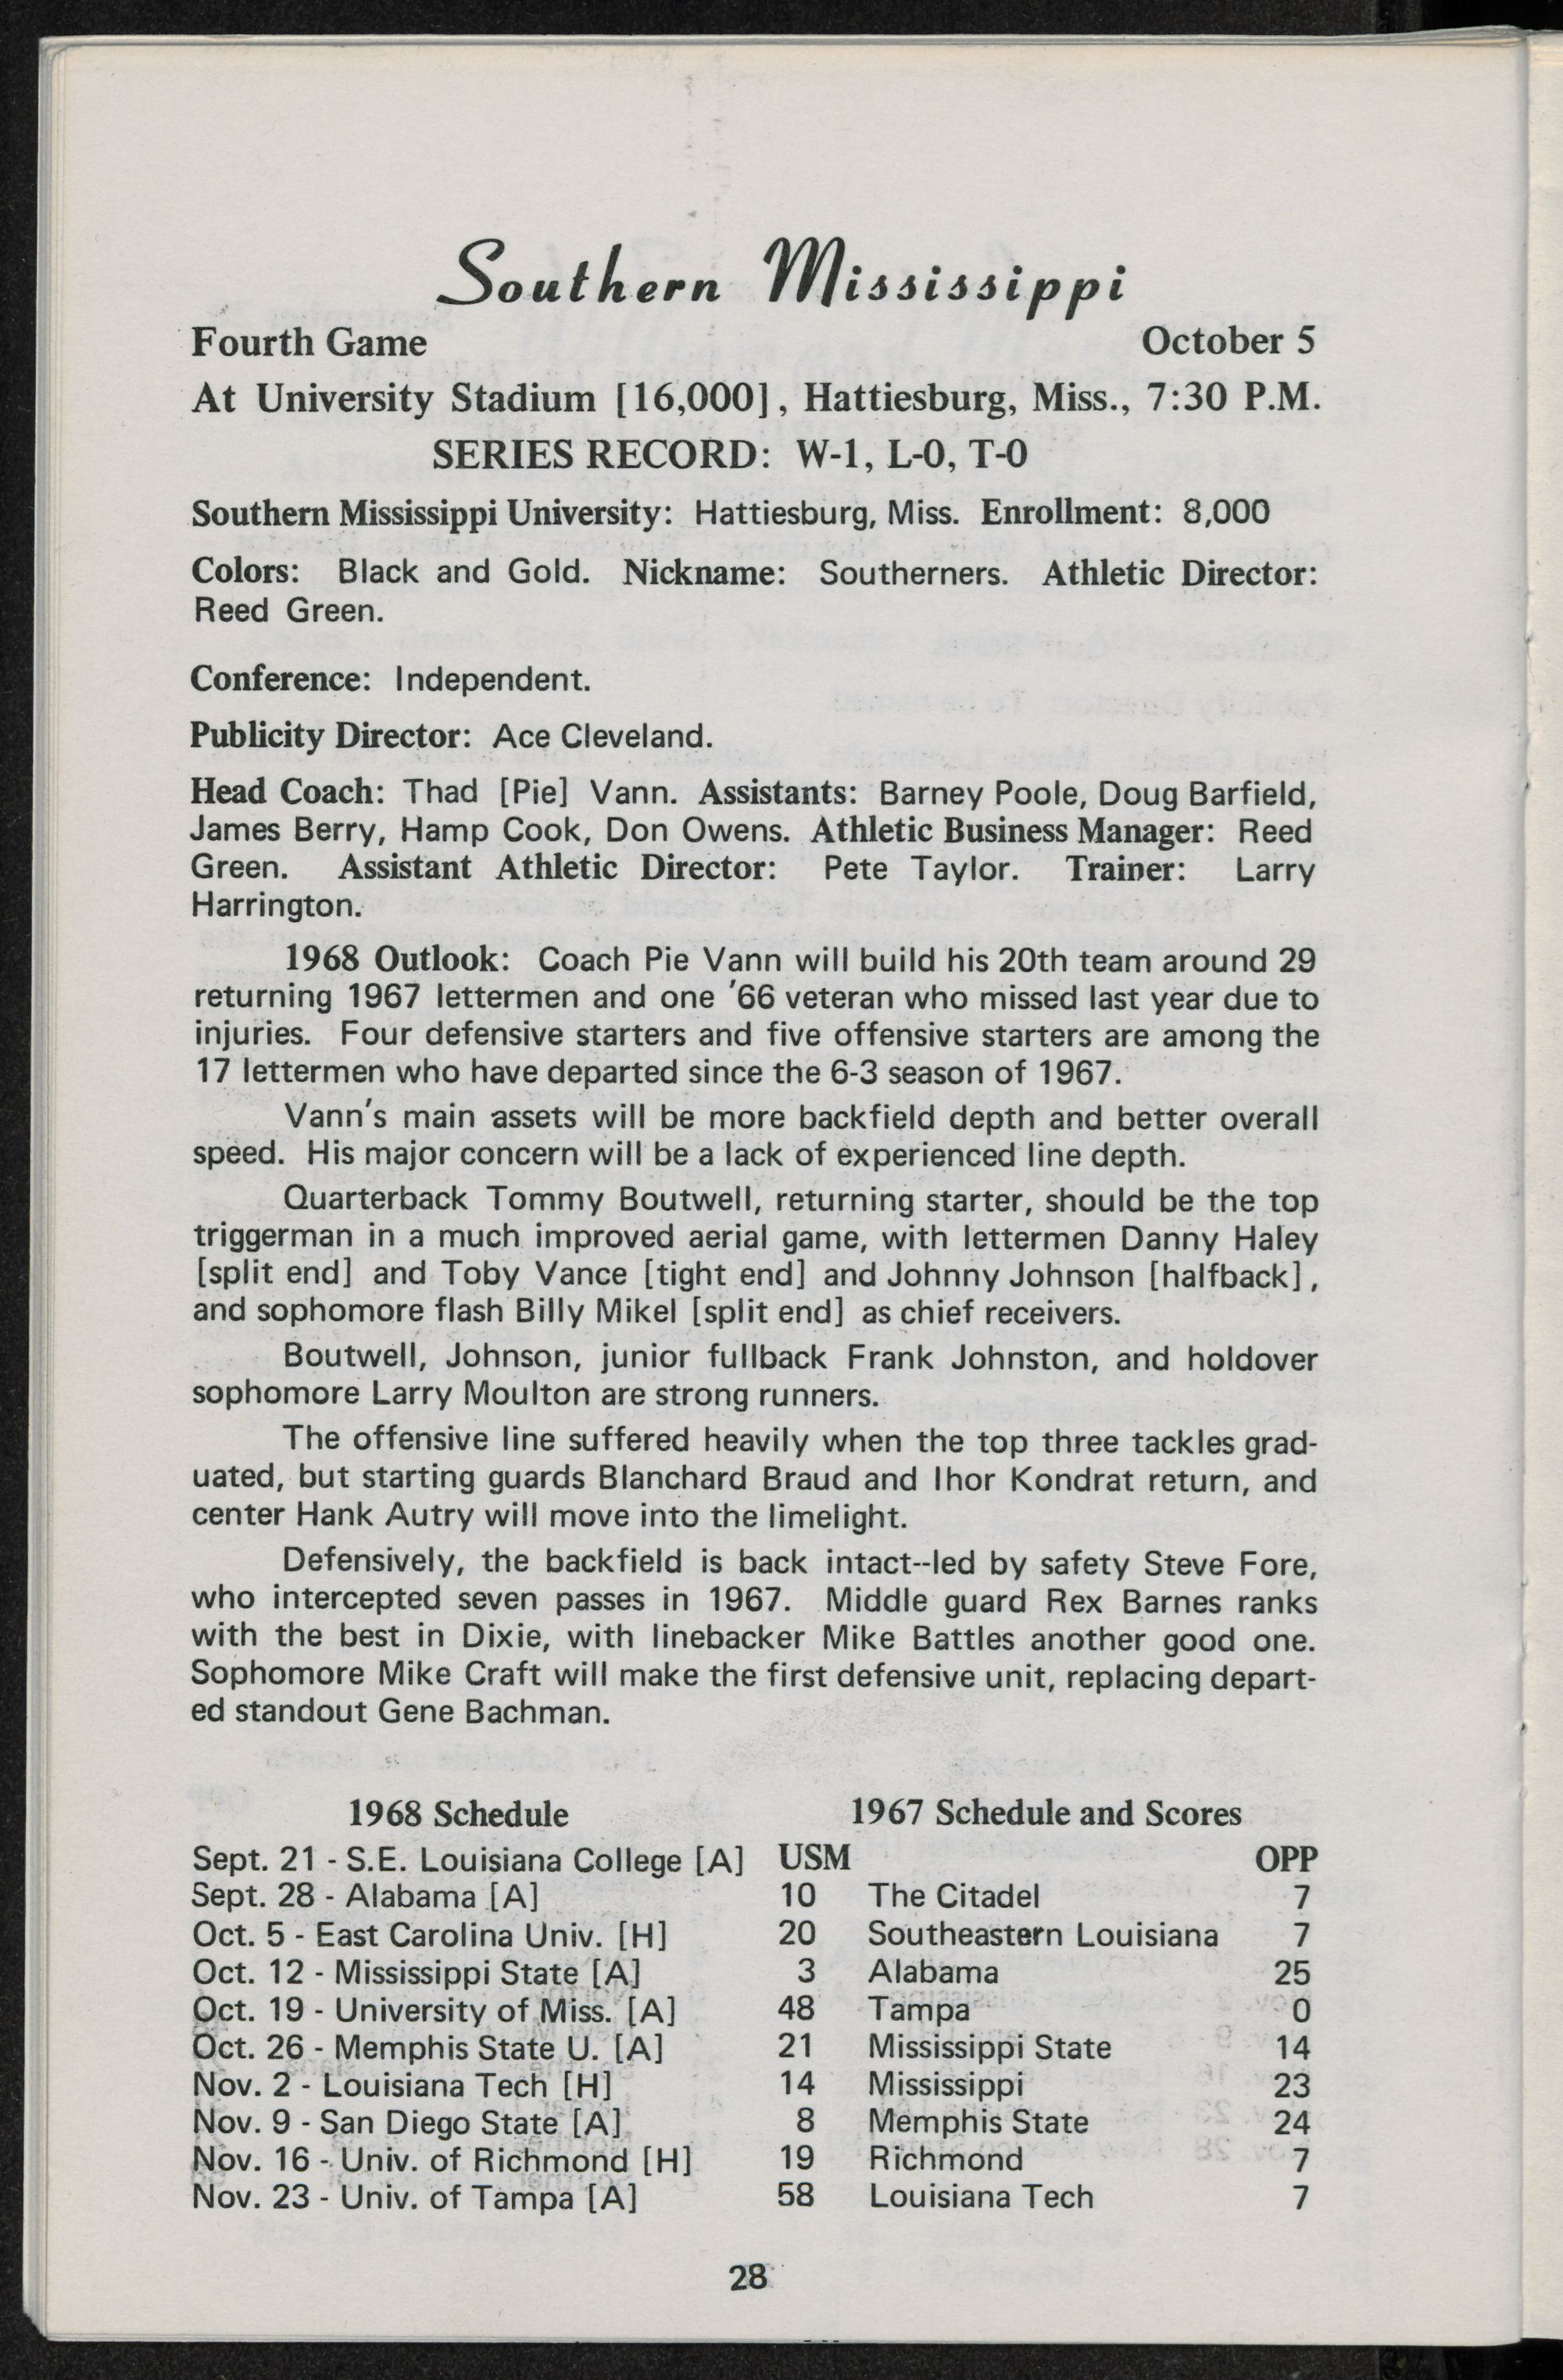 Southern Mississippi
Fourth Game October 5
At University Stadium [16,000], Hattiesburg, Miss., 7:30 P.M.
SERIES RECORD: W-1, L-0, T-0
Southern Mississippi University: Hattiesburg, Miss. Enrollment: 8,000
Colors: Black and Gold. Nickname: Southerners. Athletic Director:
Reed Green.
Conference: Independent.
Publicity Director: Ace Cleveland.
Head Coach: Thad [Pie] Vann. Assistants: Barney Poole, Doug Barfield,
James Berry, Hamp Cook, Don Owens. Athletic Business Manager: Reed
Green. Assistant Athletic Director: Pete Taylor. Trainer: Larry
Harrington.
1968 Outlook: Coach Pie Vann will build his 20th team around 29
returning 1967 lettermen and one '66 veteran who missed last year due to
injuries. Four defensive starters and five offensive starters are among the
17 lettermen who have departed since the 6-3 season of 1967.
Vann's main assets will be more backfield depth and better overall
speed. His major concern will be a lack of experienced line depth.
Quarterback Tommy Boutwell, returning starter, should be the top
triggerman in a much improved aerial game, with lettermen Danny Haley
[split end] and Toby Vance [tight end] and Johnny Johnson [halfback],
and sophomore flash Billy Mikel [split end] as chief receivers.
Boutwell, Johnson, junior fullback Frank Johnston, and holdover
sophomore Larry Moulton are strong runners.
The offensive line suffered heavily when the top three tackles grad-
uated, but starting guards Blanchard Braud and Ihor Kondrat return, and
center Hank Autry will move into the limelight.
Defensively, the backfield is back intact--led by safety Steve Fore,
who intercepted seven passes in 1967. Middle guard Rex Barnes ranks
with the best in Dixie, with linebacker Mike Battles another good one.
Sophomore Mike Craft will make the first defensive unit, replacing depart-
ed standout Gene Bachman.
1968 Schedule
Sept. 21 - S.E. Louisiana College [A]
Sept. 28 - Alabama [A]
Oct. 5 - East Carolina Univ. [H]
Oct. 12 - Mississippi State [A]
Oct. 19 - University of Miss. [A]
Oct. 26 - Memphis State U. [A]
Nov. 2 - Louisiana Tech [H]
Nov. 9 - San Diego State [A]
Nov. 16 - Univ. of Richmond [H]
Nov. 23 - Univ. of Tampa [A]
1967 Schedule and Scores
USM OPP
10 The Citadel 7
20 Southeastern Louisiana 7
3 Alabama 25
48 Tampa 0
21 Mississippi State 14
14 Mississippi 23
8 Memphis State 24
19 Richmond 7
58 Louisiana Tech 7
28